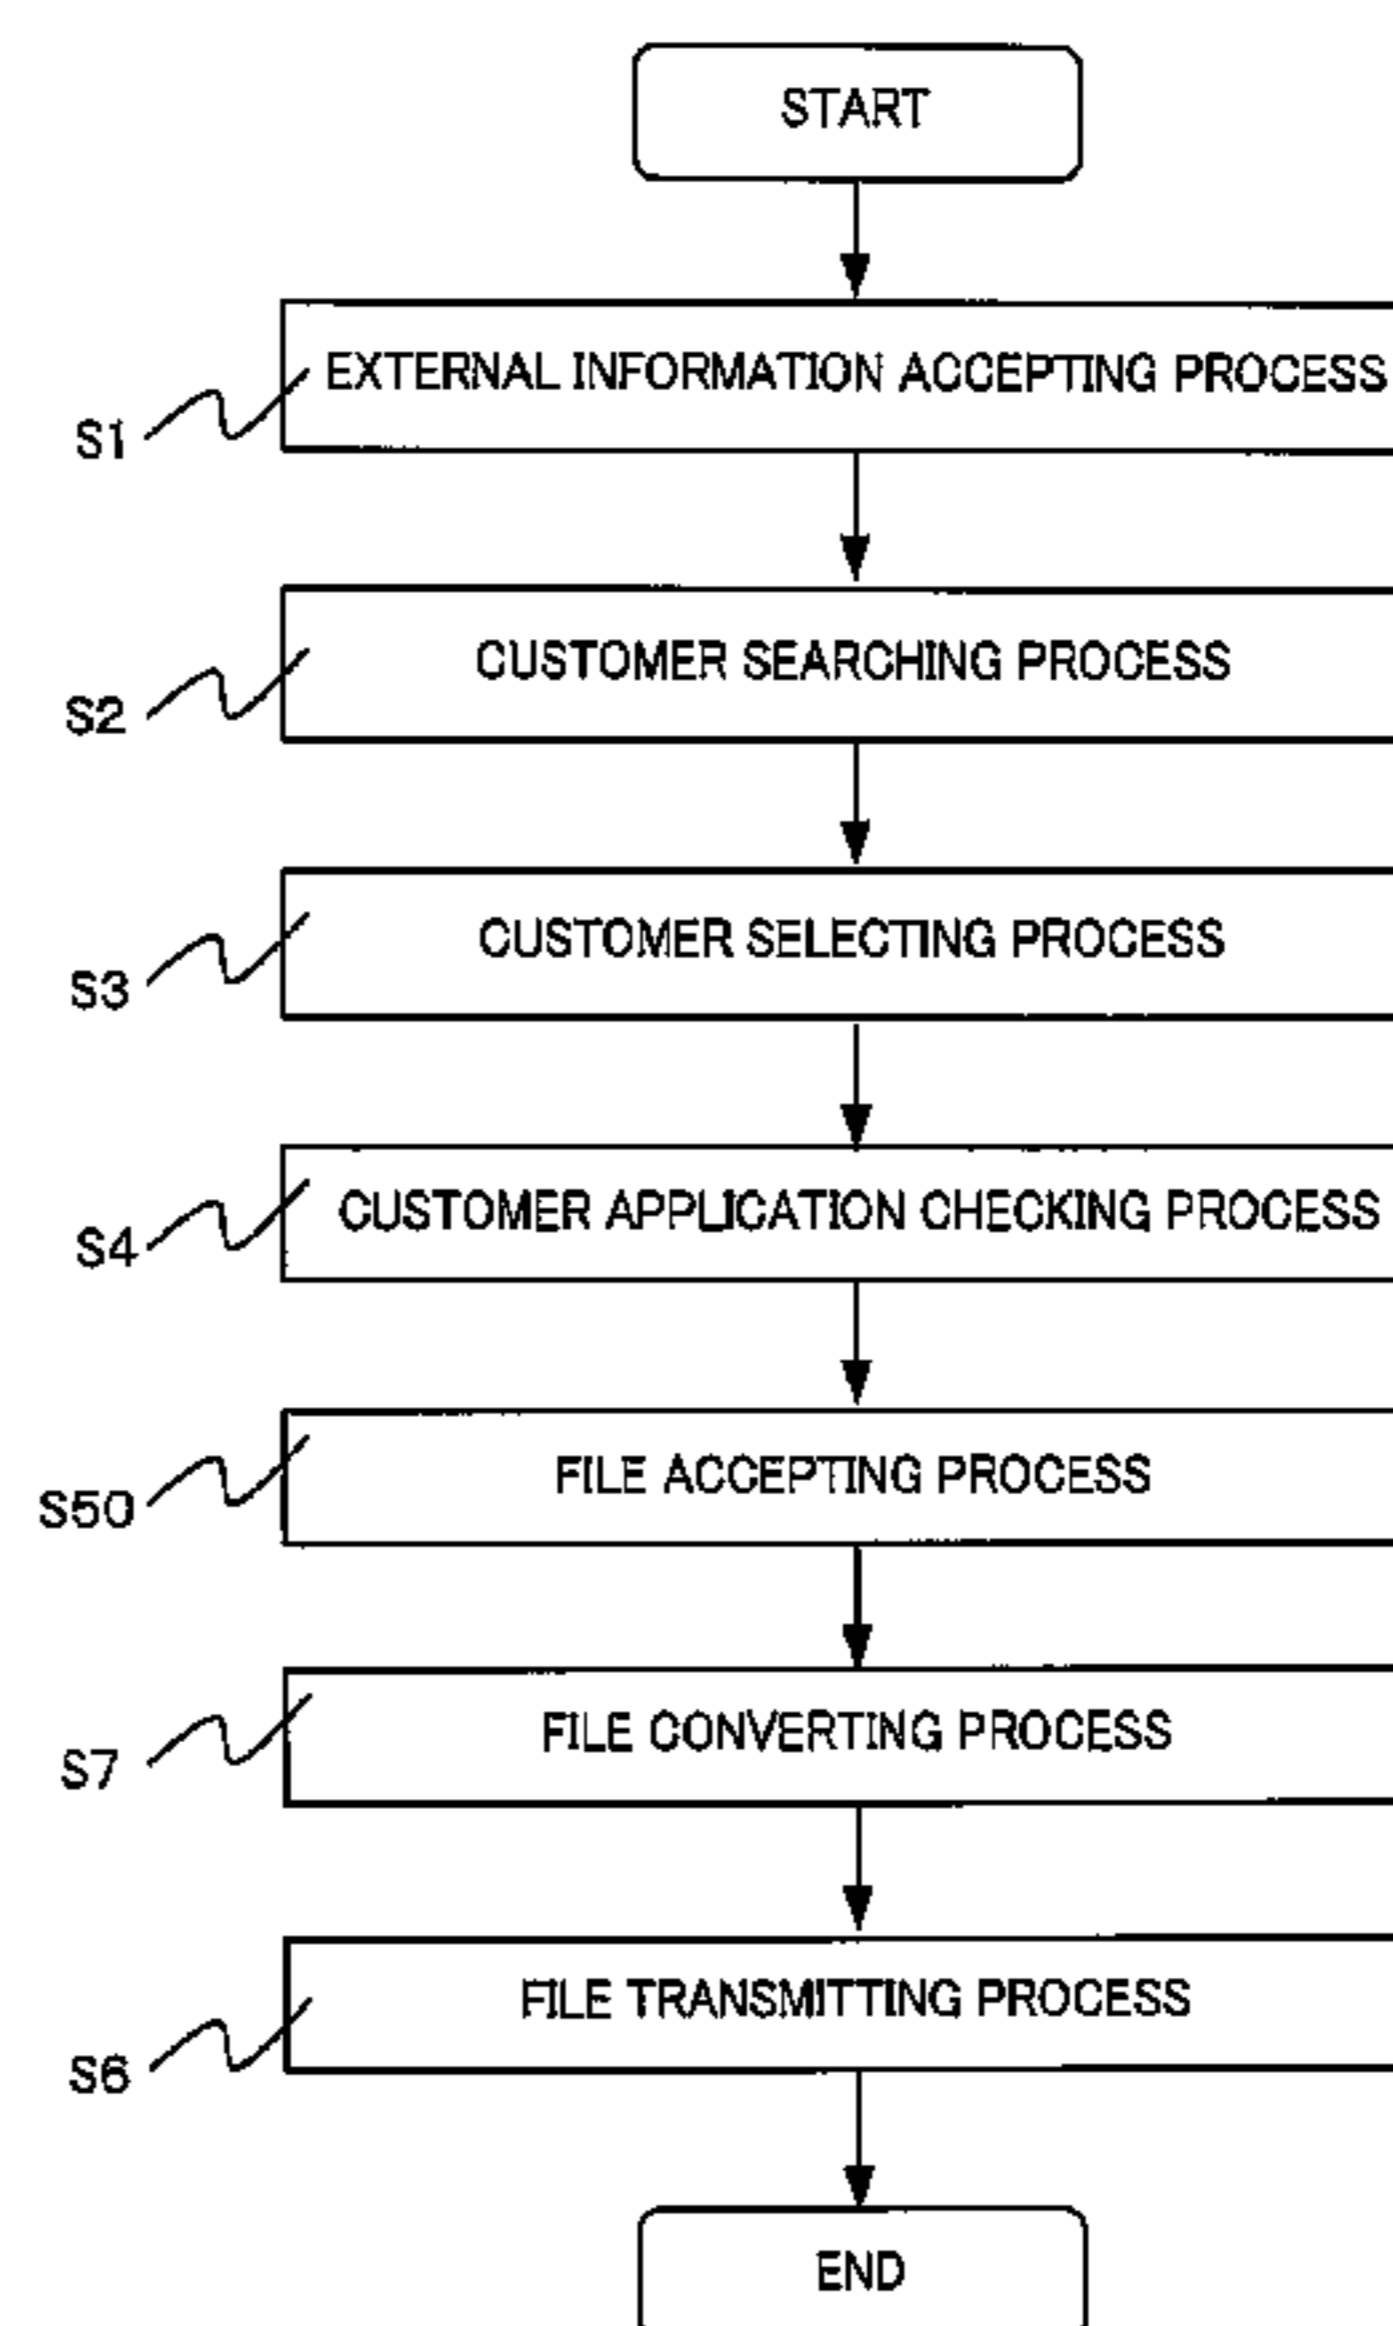 START
EXTERNAL INFORMATION ACCEPTING PROCESS
S1
CUSTOMER SEARCHING PROCESS
S2
CUSTOMER SELECTING PROCESS
S3
CUSTOMER APPLICATION CHECKING PROCESS
S4
FILE ACCEPTING PROCESS
S50
FILE CONVERTING PROCESS
S7
FILE TRANSMITTING PROCESS
S6
END